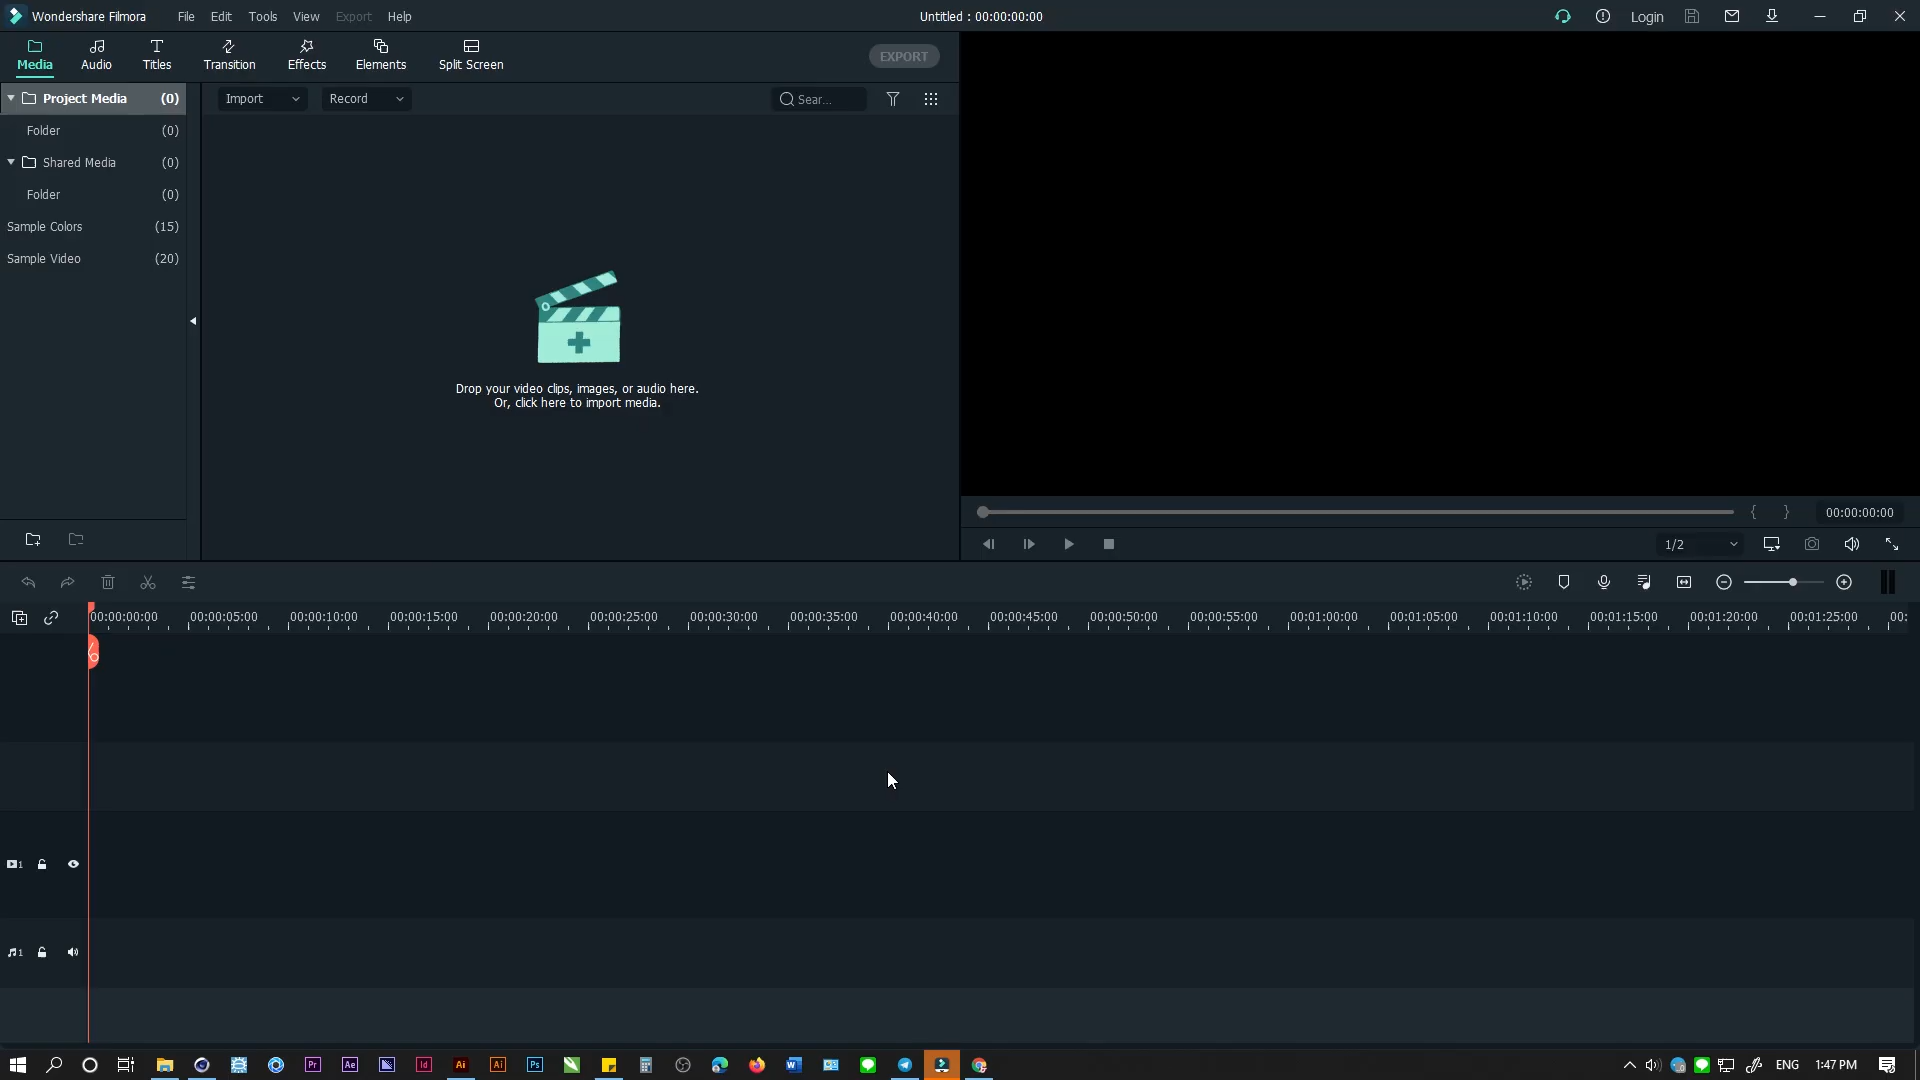 Wondershare Filmora File Edit Tools View Export Help Untitled : 00:00:00:00 Login
Media Audio Titles Transition Effects Elements Split Screen EXPORT
Project Media (0) Import Record Sear...
Folder (0)
Shared Media (0)
Folder (0)
Sample Colors (15)
Sample Video (20)
Drop your video clips, images, or audio here.
Or, click here to import media.
{ } 00:00:00:00
1/2
00:00:00:00 00:00:05:00 00:00:10:00 00:00:15:00 00:00:20:00 00:00:25:00 00:00:30:00 00:00:35:00 00:00:40:00 00:00:45:00 00:00:50:00 00:00:55:00 00:01:00:00 00:01:05:00 00:01:10:00 00:01:15:00 00:01:20:00 00:01:25:00 00:
1
1
Pr Ae Id Ai Ai Ps W ENG 1:47 PM